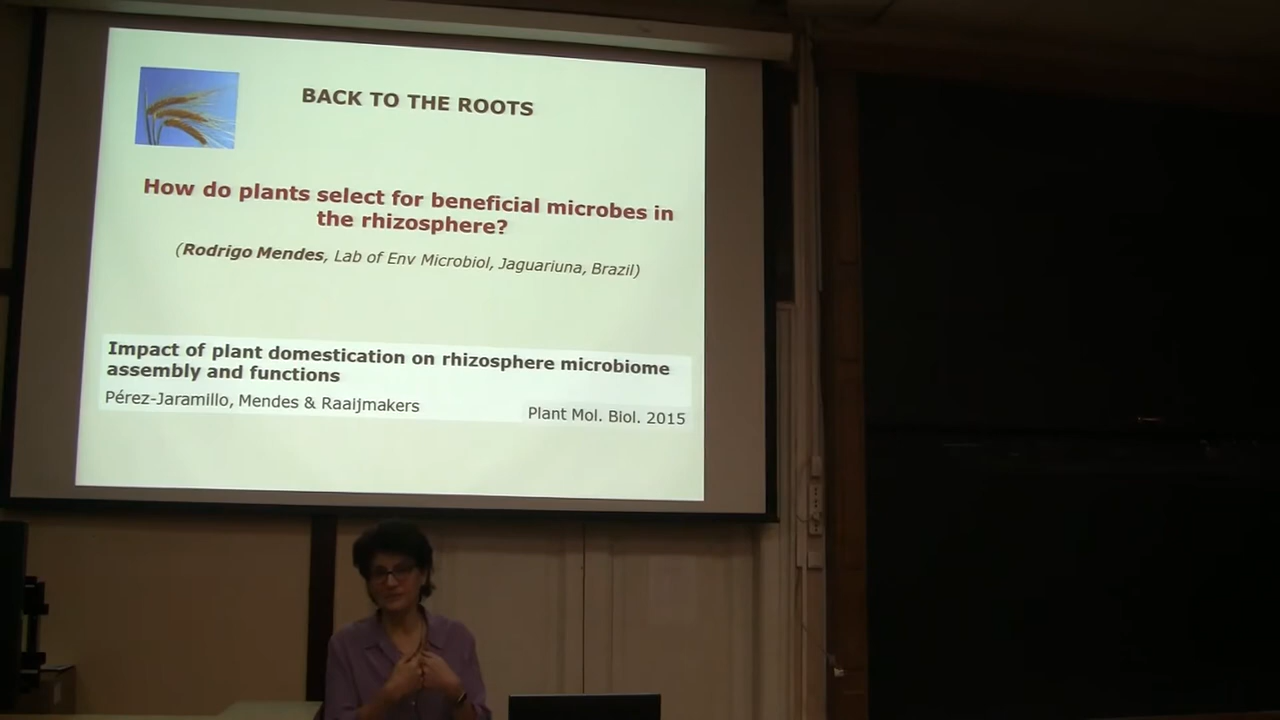 BACK TO THE ROOTS
How do plants select for beneficial microbes in
the rhizosphere?
(Rodrigo Mendes, Lab of Env Microbiol, Jaguariuna, Brazil)
Impact of plant domestication on rhizosphere microbiome
assembly and functions
Pérez-Jaramillo, Mendes & Raaijmakers
Plant Mol. Biol. 2015